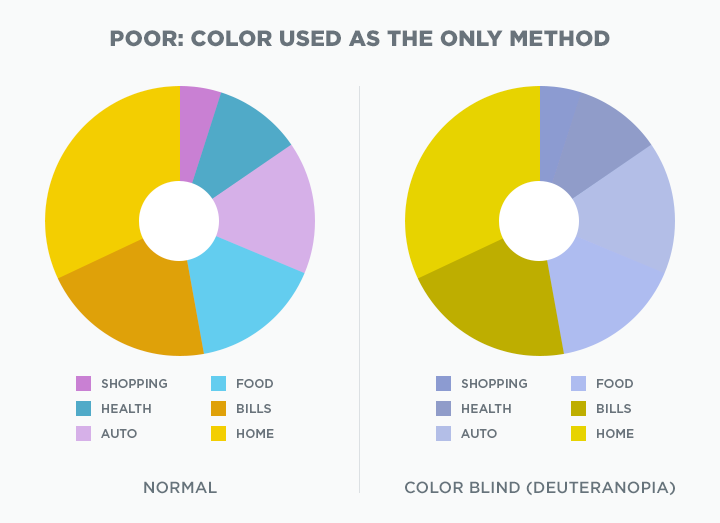 POOR: COLOR USED AS THE ONLY METHOD
SHOPPING
FOOD
HEALTH
BILLS
AUTO
HOME
NORMAL
SHOPPING
FOOD
HEALTH
BILLS
AUTO
HOME
COLOR BLIND (DEUTERANOPIA)